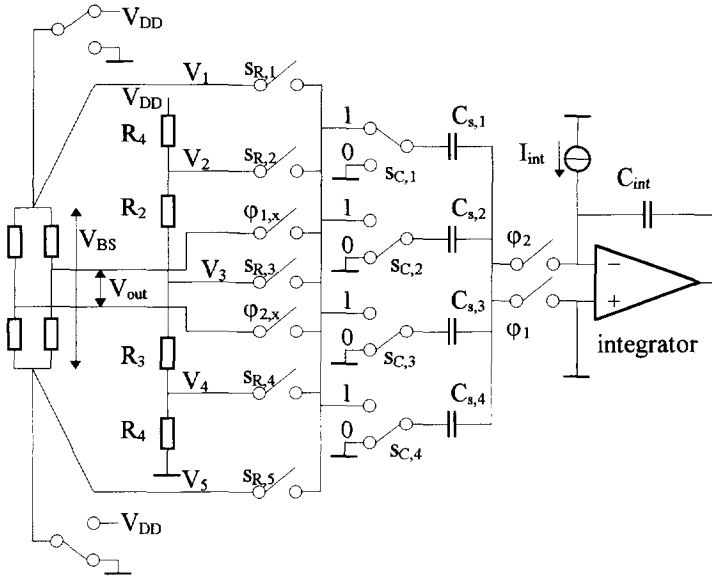 V_DD
V_DD
V_1
s_R,1
V_DD
R_4
V_2
s_R,2
R_2
φ_1,x
V_3
s_R,3
φ_2,x
R_3
V_4
s_R,4
R_4
V_5
s_R,5
V_BS
V_out
1
0
s_C,1
C_s,1
1
0
s_C,2
C_s,2
1
0
s_C,3
C_s,3
1
0
s_C,4
C_s,4
φ_2
φ_1
I_int
C_int
−
+
integrator